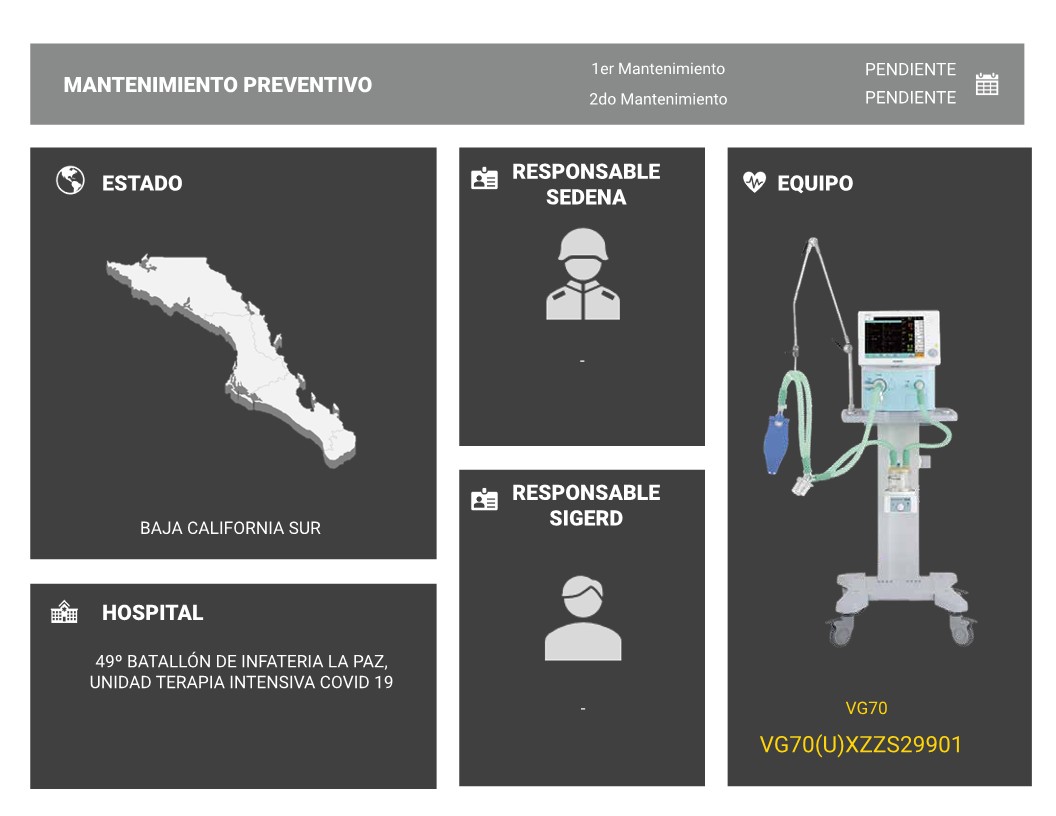 MANTENIMIENTO PREVENTIVO
1er Mantenimiento
PENDIENTE
2do Mantenimiento
PENDIENTE
ESTADO
BAJA CALIFORNIA SUR
HOSPITAL
49º BATALLÓN DE INFATERIA LA PAZ,
UNIDAD TERAPIA INTENSIVA COVID 19
RESPONSABLE
SEDENA
-
RESPONSABLE
SIGERD
-
EQUIPO
VG70
VG70(U)XZZS29901